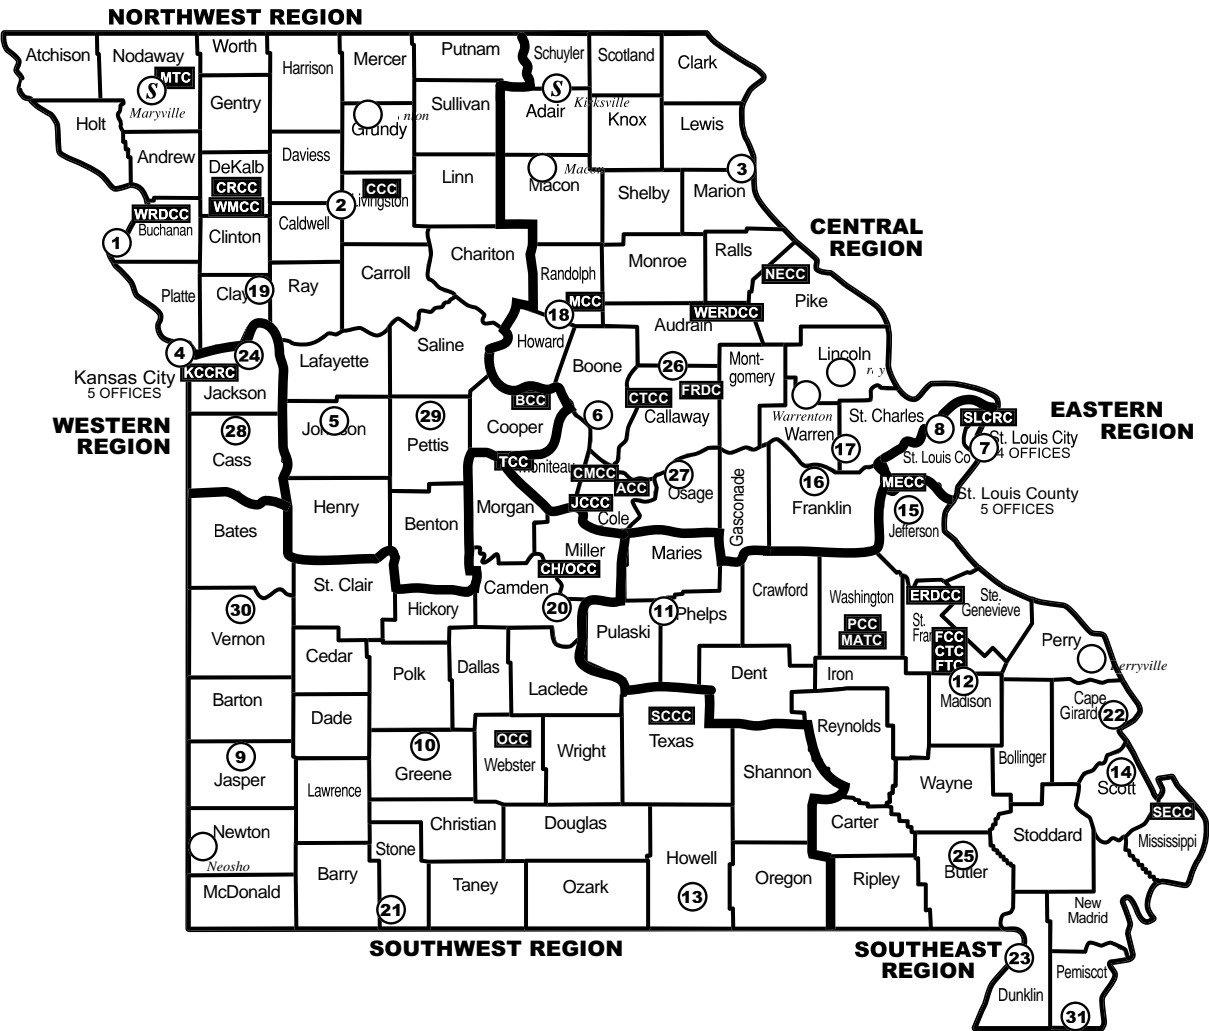 NORTHWEST REGION
Atchison
Nodaway
Worth
Harrison
Mercer
Putnam
Schuyler
Scotland
Clark
MTC
S
Maryville
Gentry
Sullivan
S
Kirksville
Adair
Knox
Lewis
Holt
Grundy
Andrew
DeKalb
Daviess
Linn
Macon
Macon
3
Marion
CRCC
WMCC
CCC
Livingston
2
Shelby
WRDCC
Buchanan
1
Clinton
Caldwell
Chariton
CENTRAL
REGION
Platte
Clay
19
Ray
Carroll
Randolph
Monroe
Ralls
NECC
Pike
MCC
18
Audrain
WERDCC
4
24
KCCRC
Kansas City
5 OFFICES
Jackson
Lafayette
Saline
Howard
Boone
26
Mont-
gomery
Lincoln
WESTERN
REGION
28
Cass
5
29
Pettis
BCC
Cooper
6
CTCC
FRDC
Callaway
Warrenton
Warren
17
St. Charles
8
SLCRC
7
St. Louis City
4 OFFICES
EASTERN
REGION
St. Louis Co
TCC
CMCC
ACC
JCCC
Cole
27
Osage
Gasconade
16
Franklin
MECC
15
Jefferson
St. Louis County
5 OFFICES
Bates
Henry
Benton
Morgan
Miller
Maries
CH/OCC
Camden
20
St. Clair
Hickory
30
Vernon
Pulaski
11
Phelps
Crawford
Washington
PCC
MATC
ERDCC
Ste.
Genevieve
St.
FCC
CTC
FTC
Perry
Perryville
Cedar
Polk
Dallas
Laclede
Dent
Iron
12
Madison
Barton
Dade
SCCC
Texas
Reynolds
Cape
22
Bollinger
9
Jasper
10
Greene
OCC
Webster
Wright
Shannon
Wayne
14
Scott
Lawrence
SECC
Mississippi
Newton
Neosho
Christian
Douglas
Carter
Stoddard
Stone
Barry
McDonald
21
Taney
Ozark
Howell
13
Oregon
Ripley
25
Butler
New
Madrid
SOUTHWEST REGION
SOUTHEAST
REGION
23
Dunklin
Pemiscot
31